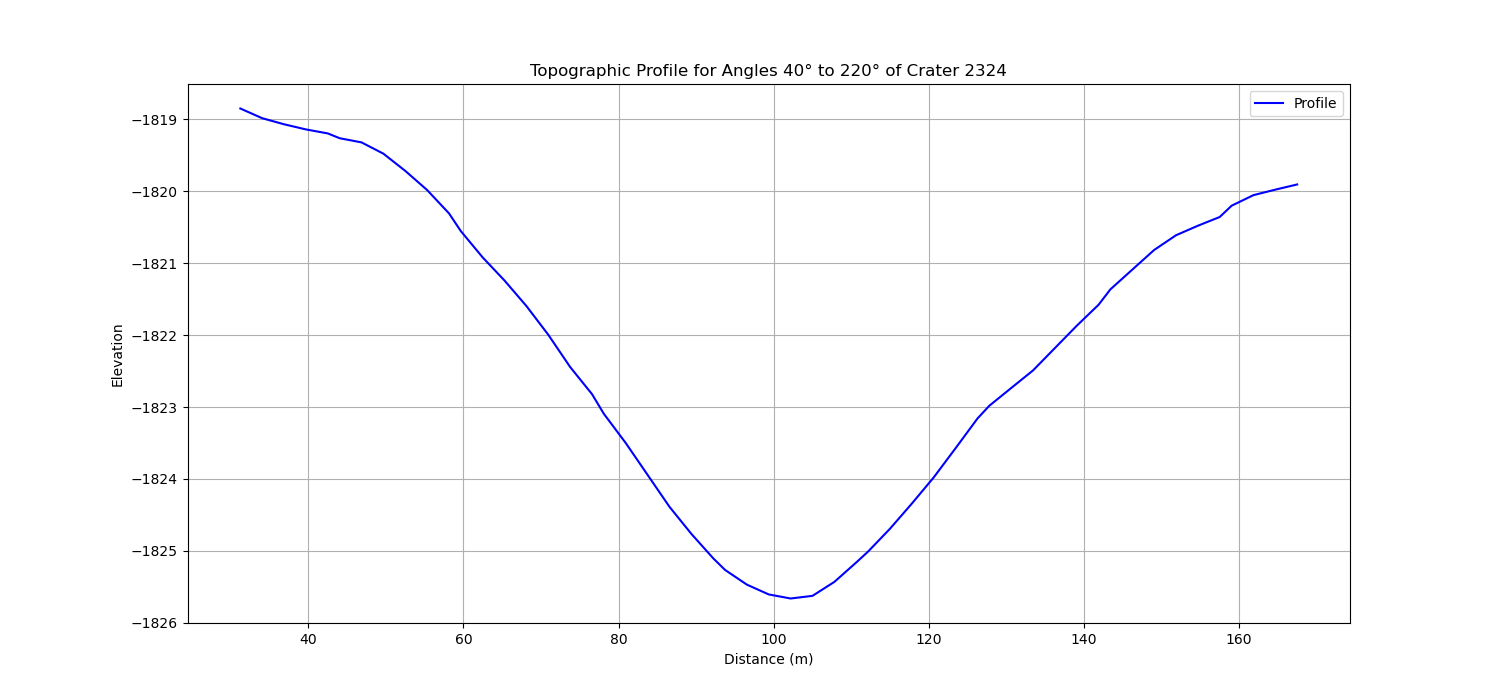 Topographic Profile for Angles 40° to 220° of Crater 2324
Profile
−1819
−1820
−1821
−1822
−1823
−1824
−1825
−1826
Elevation
40 60 80 100 120 140 160
Distance (m)